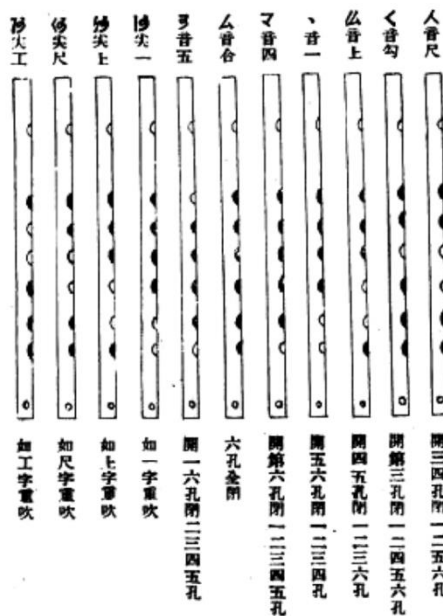 人音尺
開三四孔閉一二五六孔
く音勾
開第三孔閉一二四五六孔
么音上
開四五孔閉一二三六孔
丶音一
開五六孔閉一二三四孔
マ音四
開第六孔閉一二三四五孔
ム音合
六孔全閉
音五
開一六孔閉二三四五孔
尖一
如一字重吹
尖上
如上字重吹
尖尺
如尺字重吹
尖工
如工字重吹